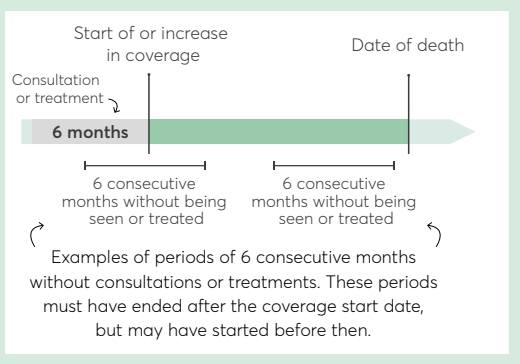 Start of or increase
in coverage
Date of death
Consultation
or treatment
6 months
6 consecutive
months without being
seen or treated
6 consecutive
months without being
seen or treated
Examples of periods of 6 consecutive months
without consultations or treatments. These periods
must have ended after the coverage start date,
but may have started before then.